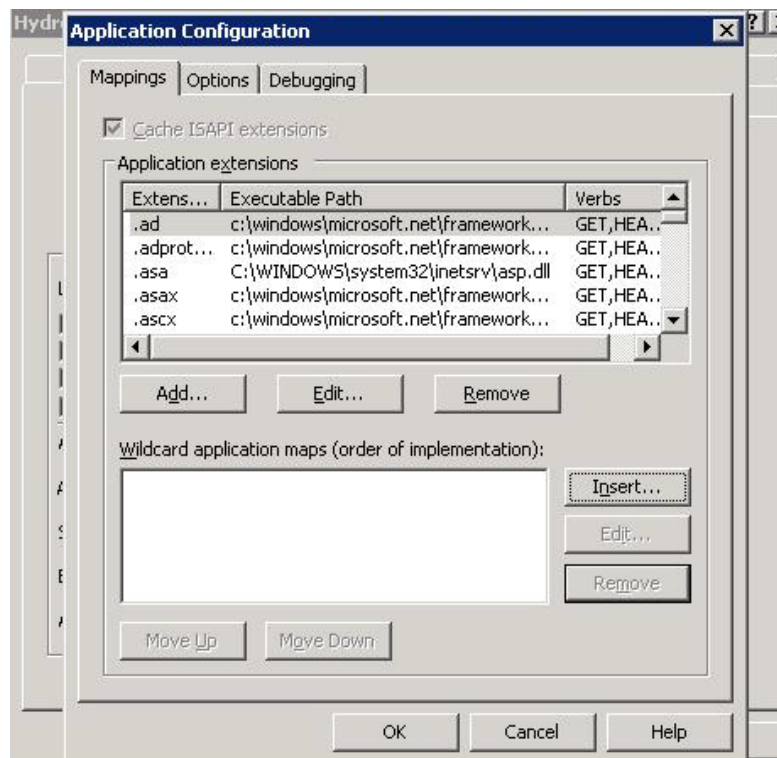 Hydr
Application Configuration
Mappings Options Debugging
Cache ISAPI extensions
Application extensions
Extens... Executable Path Verbs
.ad c:\windows\microsoft.net\framework... GET,HEA..
.adprot... c:\windows\microsoft.net\framework... GET,HEA..
.asa C:\WINDOWS\system32\inetsrv\asp.dll GET,HEA..
.asax c:\windows\microsoft.net\framework... GET,HEA..
.ascx c:\windows\microsoft.net\framework... GET,HEA..
Add... Edit... Remove
Wildcard application maps (order of implementation):
Insert...
Edit...
Remove
Move Up Move Down
OK Cancel Help